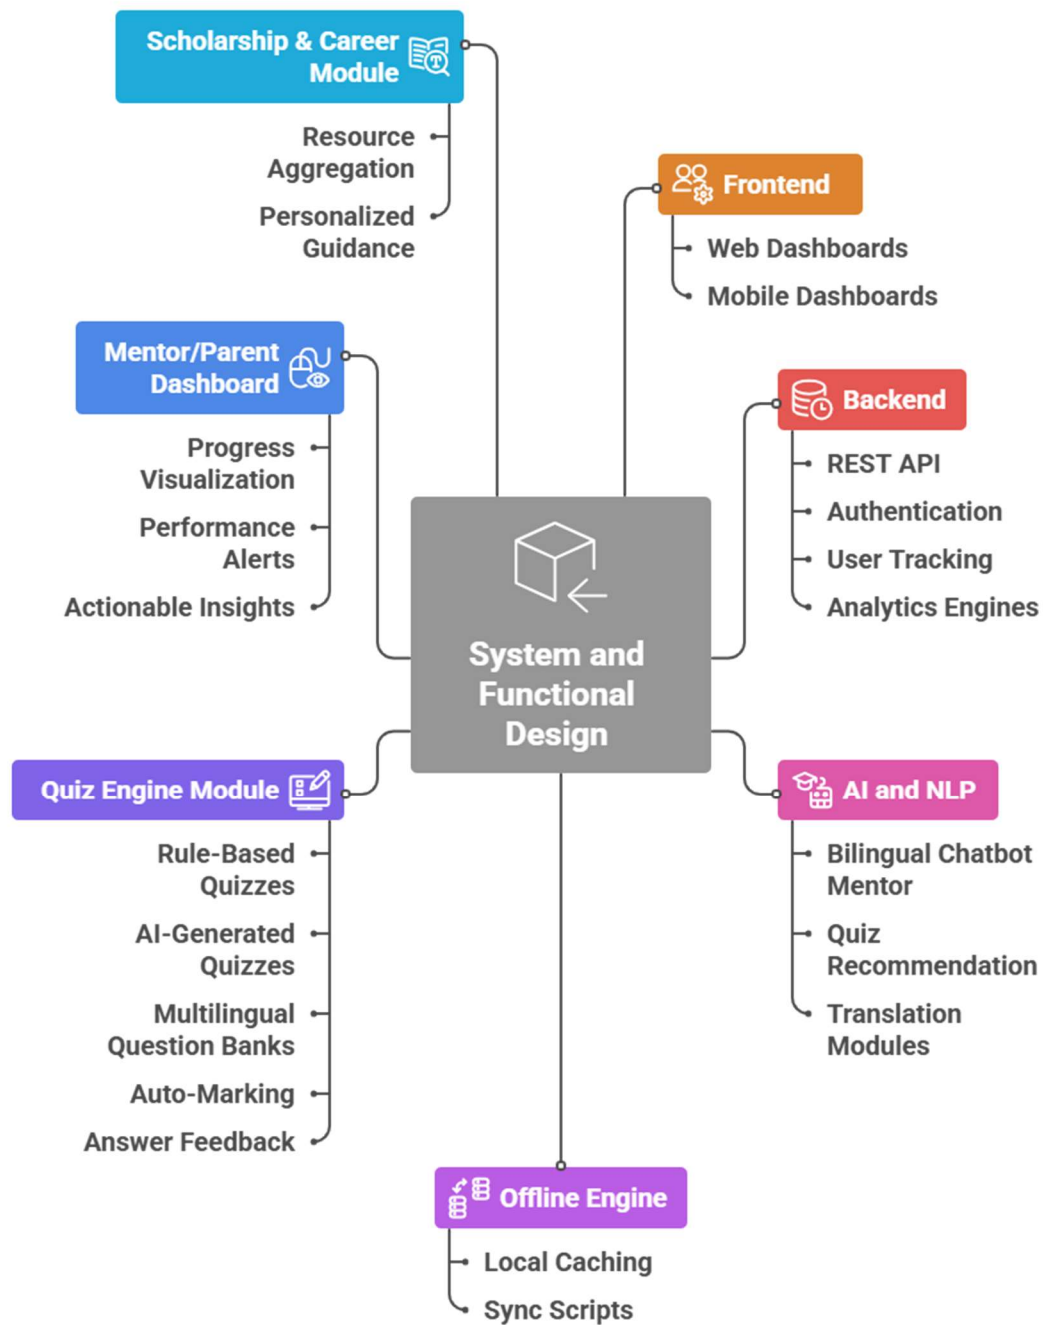 Scholarship & Career
Module
Resource
Aggregation
Personalized
Guidance
Frontend
Web Dashboards
Mobile Dashboards
Mentor/Parent
Dashboard
Progress
Visualization
Performance
Alerts
Actionable Insights
Backend
REST API
Authentication
User Tracking
Analytics Engines
System and
Functional
Design
Quiz Engine Module
Rule-Based
Quizzes
AI-Generated
Quizzes
Multilingual
Question Banks
Auto-Marking
Answer Feedback
AI and NLP
Bilingual Chatbot
Mentor
Quiz
Recommendation
Translation
Modules
Offline Engine
Local Caching
Sync Scripts